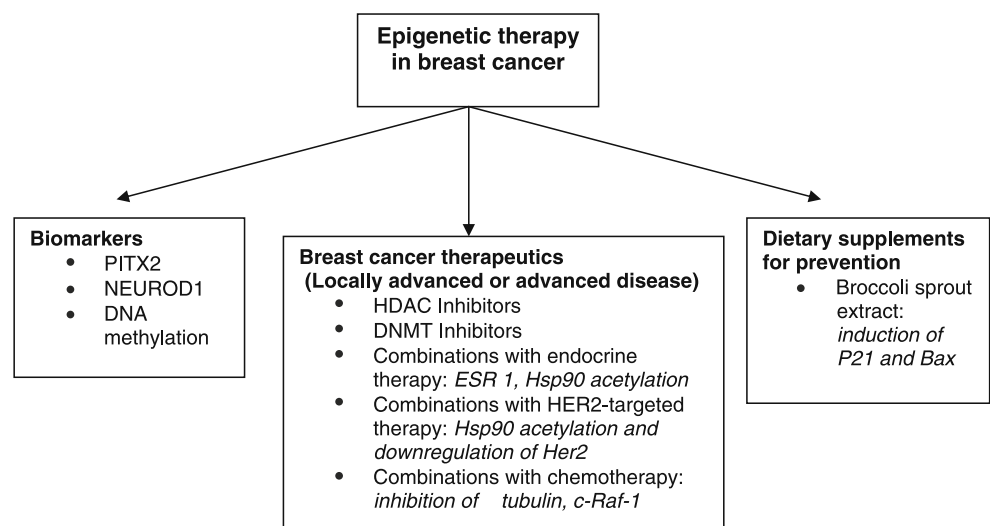 Epigenetic therapy
in breast cancer
Biomarkers
• PITX2
• NEUROD1
• DNA
methylation
Breast cancer therapeutics
(Locally advanced or advanced disease)
• HDAC Inhibitors
• DNMT Inhibitors
• Combinations with endocrine
therapy: ESR 1, Hsp90 acetylation
• Combinations with HER2-targeted
therapy: Hsp90 acetylation and
downregulation of Her2
• Combinations with chemotherapy:
inhibition of tubulin, c-Raf-1
Dietary supplements
for prevention
• Broccoli sprout
extract:
induction of
P21 and Bax